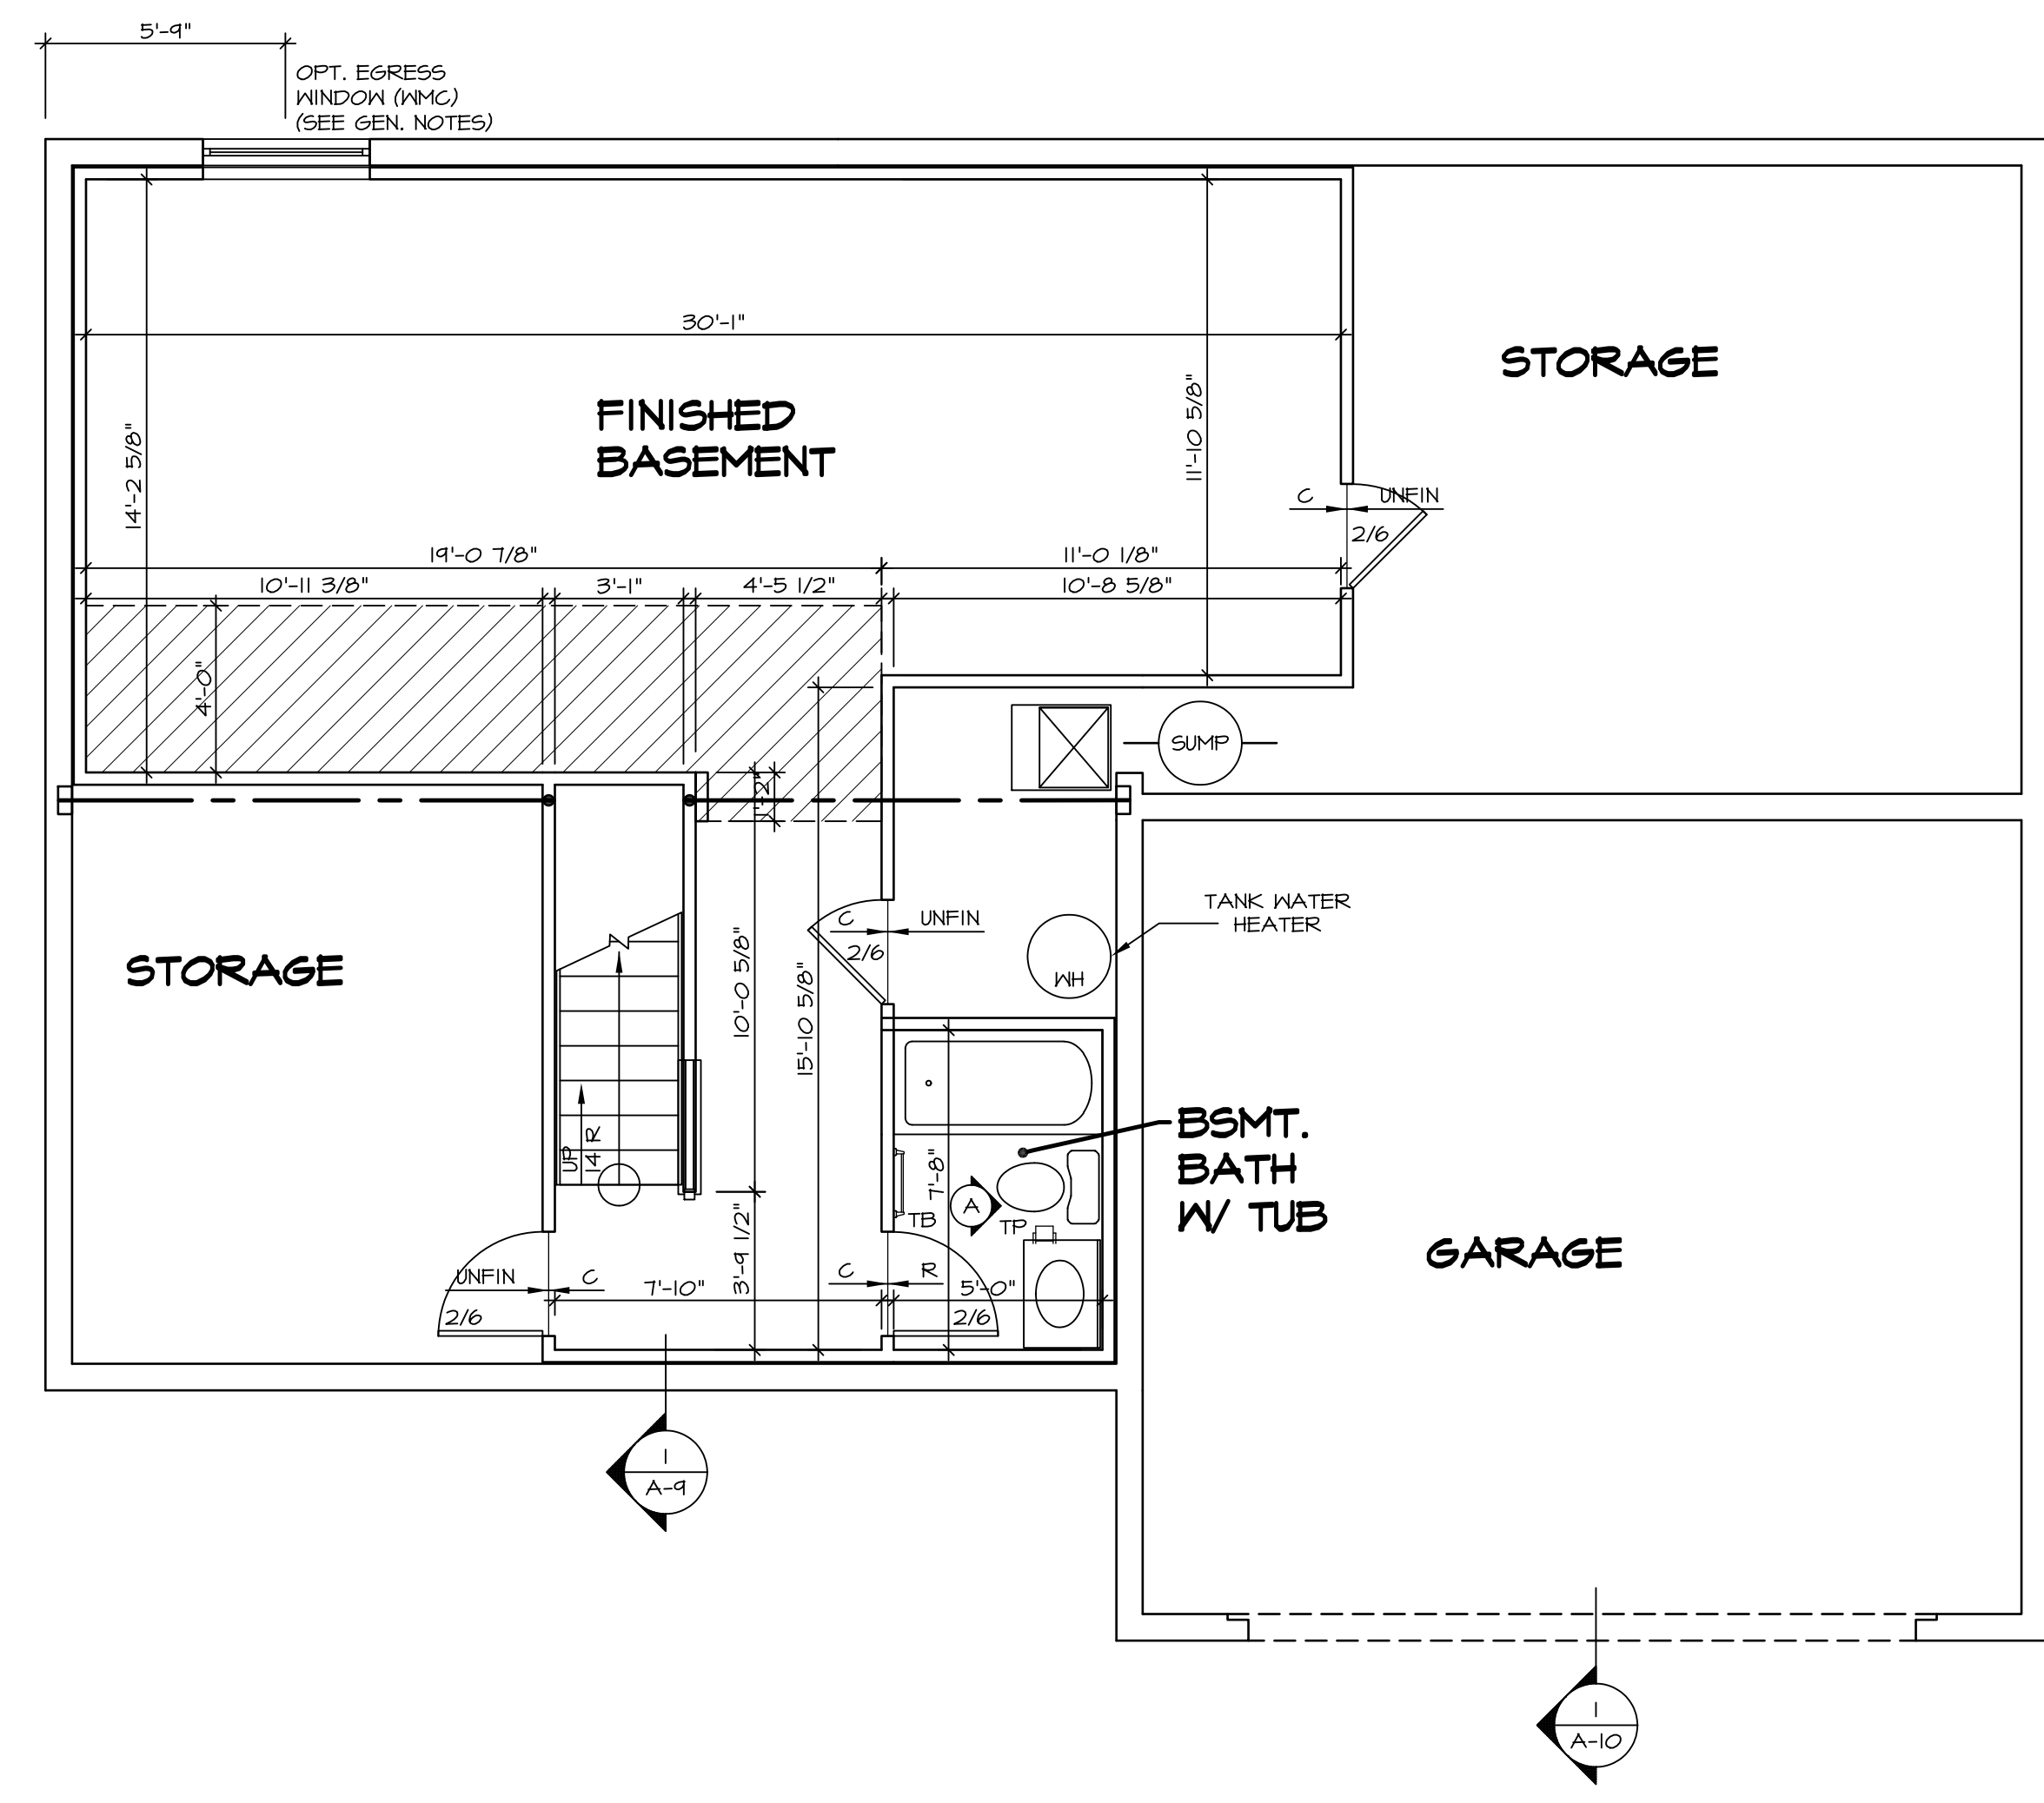 5'-9"
OPT. EGRESS
WINDOW (WMC)
(SEE GEN. NOTES)
30'-1"
STORAGE
FINISHED
BASEMENT
14'-2 5/8"
11'-10 5/8"
C
UNFIN
2/6
19'-0 7/8"
11'-0 1/8"
10'-11 3/8"
3'-1"
4'-5 1/2"
10'-8 5/8"
4'-0"
SUMP
1'-2"
TANK WATER
HEATER
C
UNFIN
2/6
WH
STORAGE
10'-0 5/8"
15'-10 5/8"
UP
14 R
BSMT.
BATH
W/ TUB
7'-8"
A
TB
TP
GARAGE
UNFIN
C
2/6
7'-10"
3'-9 1/2"
C
R
5'-0"
2/6
1
A-9
1
A-10